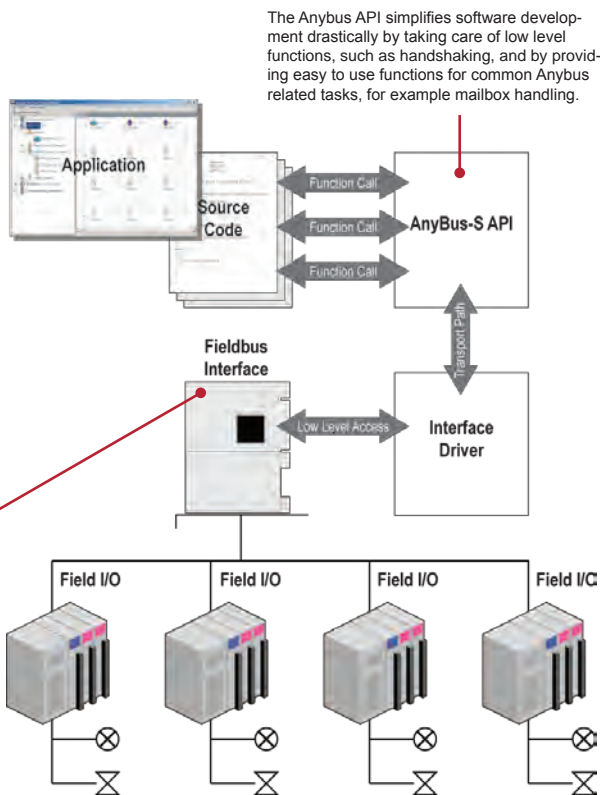 The Anybus API simplifies software develop-
ment drastically by taking care of low level
functions, such as handshaking, and by provid-
ing easy to use functions for common Anybus
related tasks, for example mailbox handling.
Application
Source
Code
Function Call
Function Call
Function Call
AnyBus-S API
Transport Path
Fieldbus
Interface
Low Level Access
Interface
Driver
Field I/O
Field I/O
Field I/O
Field I/O